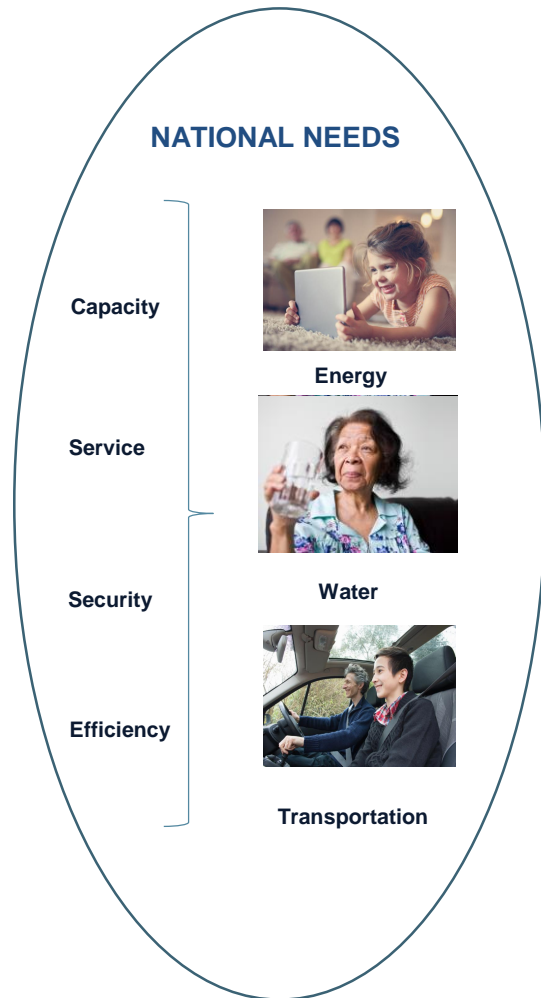 NATIONAL NEEDS
Capacity
Service
Security
Efficiency
Energy
Water
Transportation